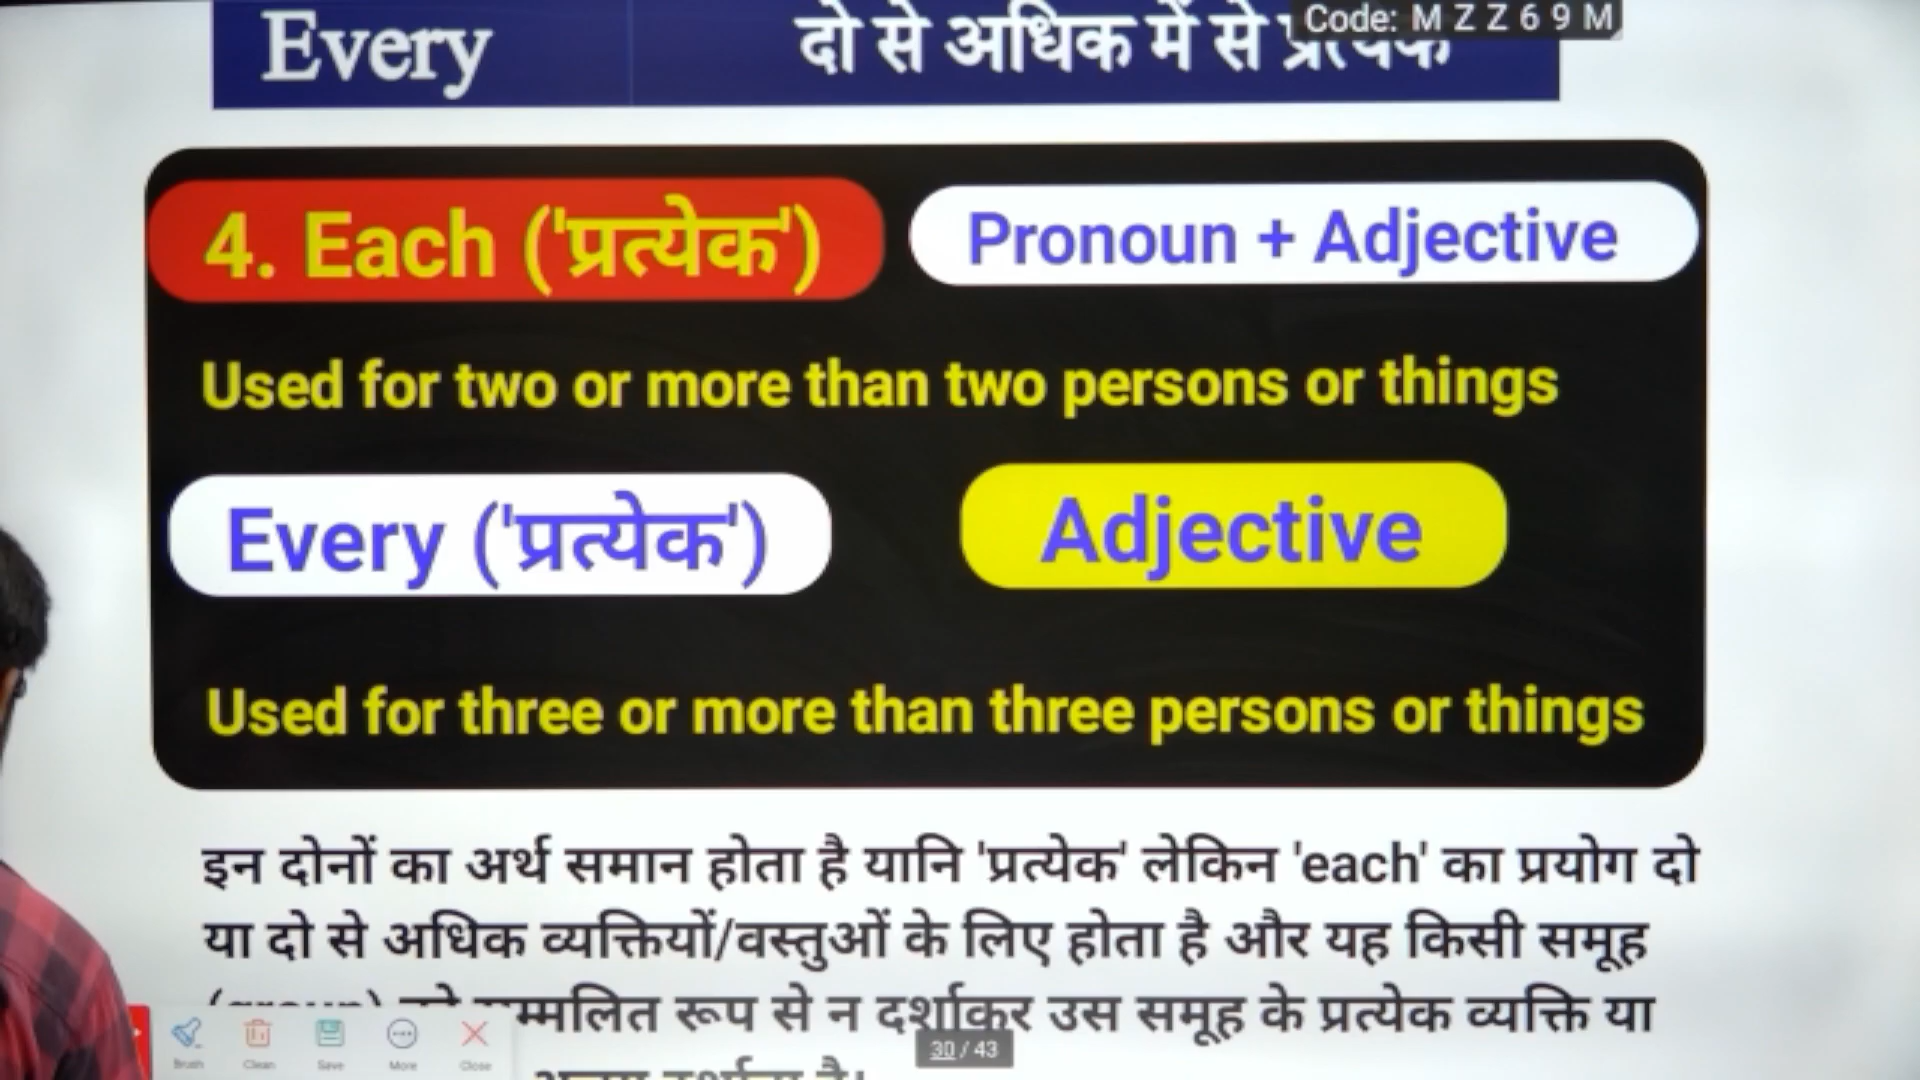 Every दो से अधिक में से प्रत्येक
Code: M Z Z 6 9 M
4. Each ('प्रत्येक') Pronoun + Adjective
Used for two or more than two persons or things
Every ('प्रत्येक') Adjective
Used for three or more than three persons or things
इन दोनों का अर्थ समान होता है यानि 'प्रत्येक' लेकिन 'each' का प्रयोग दो
या दो से अधिक व्यक्तियों/वस्तुओं के लिए होता है और यह किसी समूह
रूप से न दर्शाकर उस समूह के प्रत्येक व्यक्ति या
Brush Clean Save More Close
30 / 43